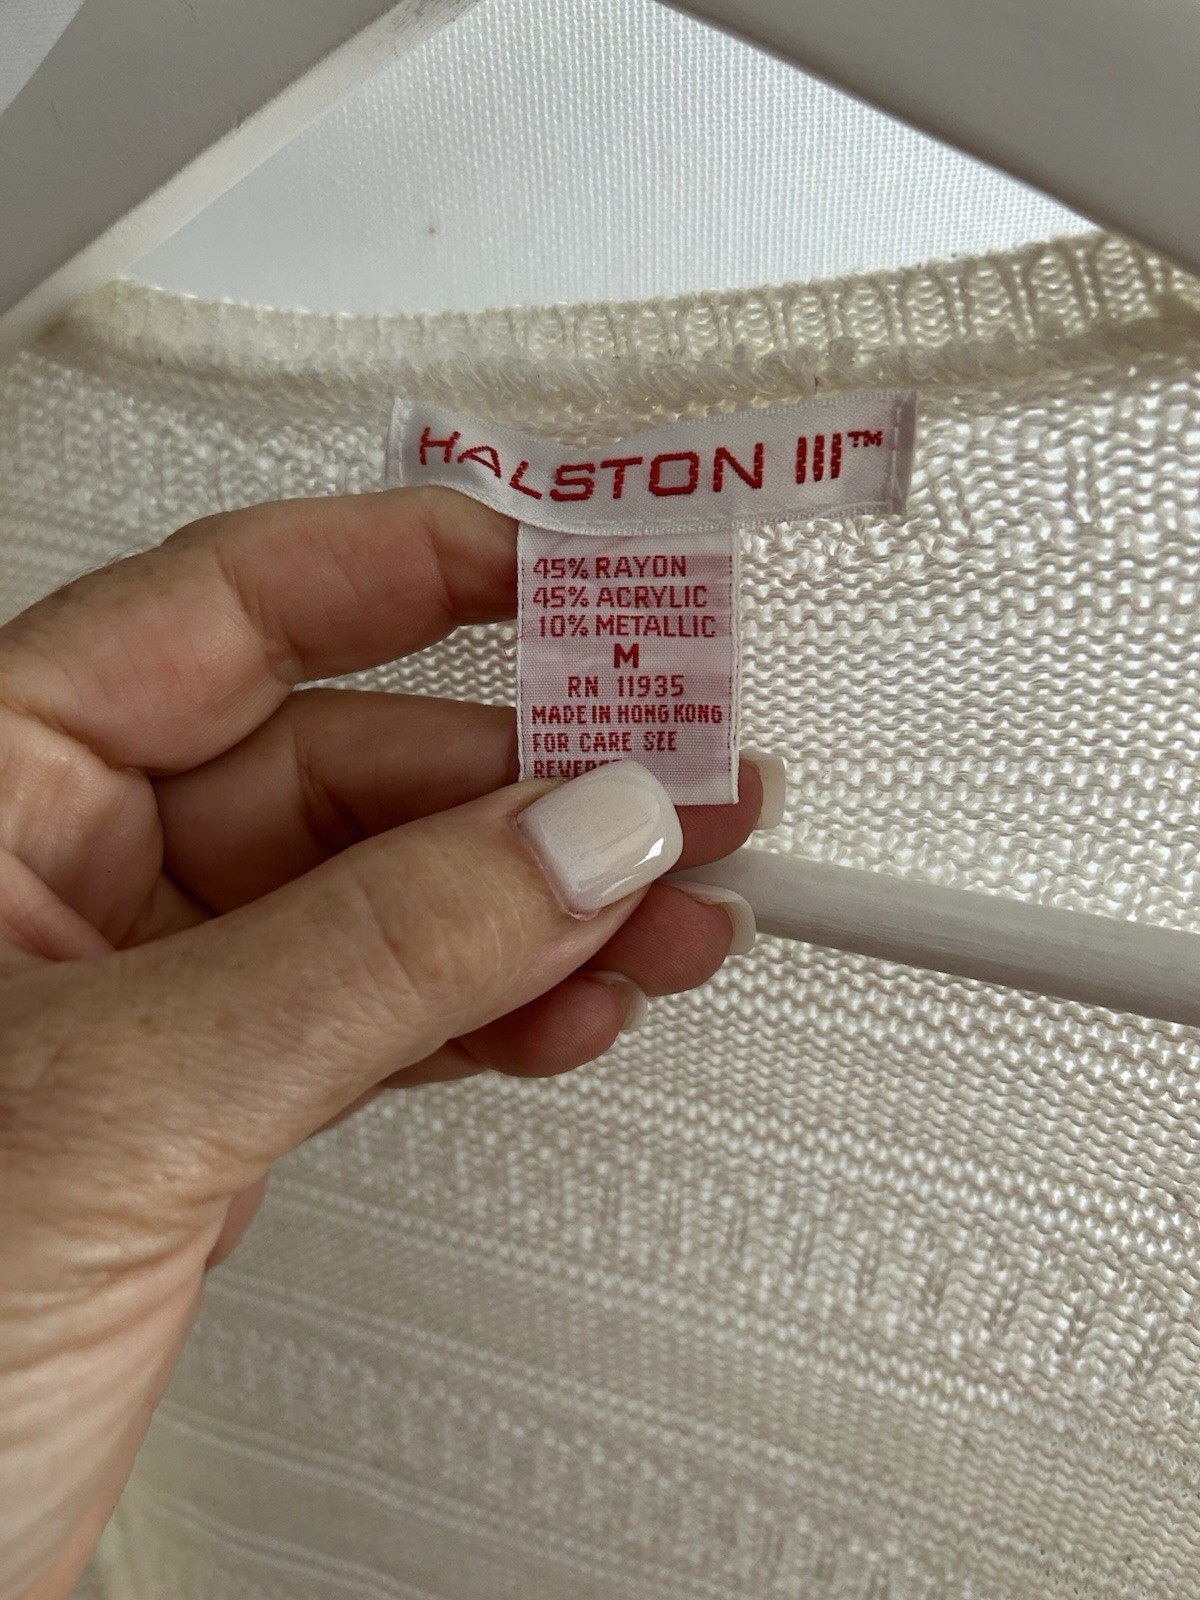 HALSTON III™
45% RAYON
45% ACRYLIC
10% METALLIC
M
RN 11935
MADE IN HONG KONG
FOR CARE SEE